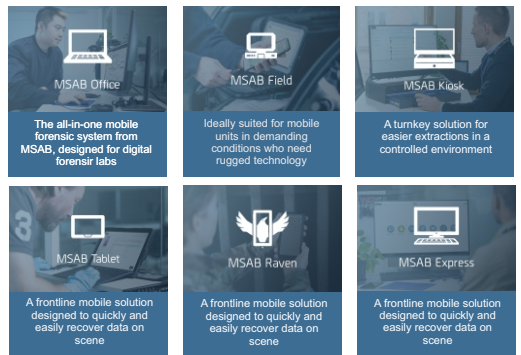 MSAB Office
The all-in-one mobile
forensic system from
MSAB, designed for digital
forensir labs
MSAB Field
Ideally suited for mobile
units in demanding
conditions who need
rugged technology
MSAB Kiosk
A turnkey solution for
easier extractions in a
controlled environment
MSAB Tablet
A frontline mobile solution
designed to quickly and
easily recover data on
scene
MSAB Raven
A frontline mobile solution
designed to quickly and
easily recover data on
scene
MSAB Express
A frontline mobile solution
designed to quickly and
easily recover data on
scene